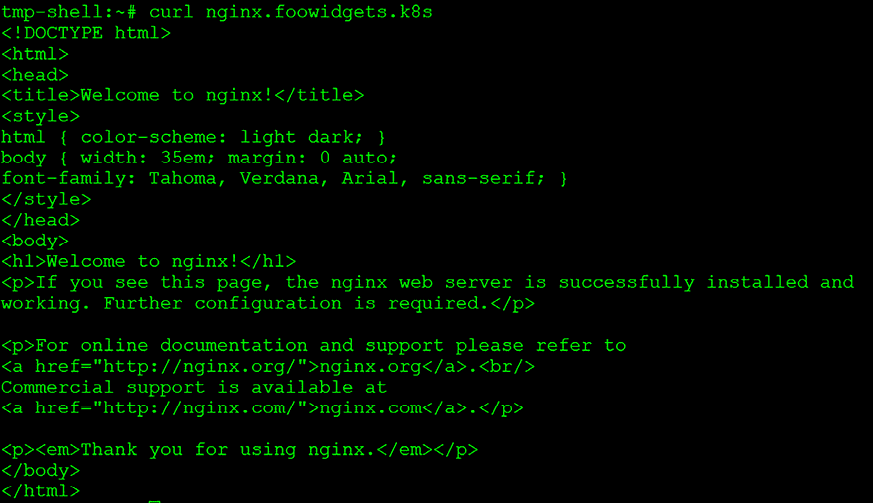 tmp-shell:~# curl nginx.foowidgets.k8s
<!DOCTYPE html>
<html>
<head>
<title>Welcome to nginx!</title>
<style>
html { color-scheme: light dark; }
body { width: 35em; margin: 0 auto;
font-family: Tahoma, Verdana, Arial, sans-serif; }
</style>
</head>
<body>
<h1>Welcome to nginx!</h1>
<p>If you see this page, the nginx web server is successfully installed and
working. Further configuration is required.</p>

<p>For online documentation and support please refer to
<a href="http://nginx.org/">nginx.org</a>.<br/>
Commercial support is available at
<a href="http://nginx.com/">nginx.com</a>.</p>

<p><em>Thank you for using nginx.</em></p>
</body>
</html>